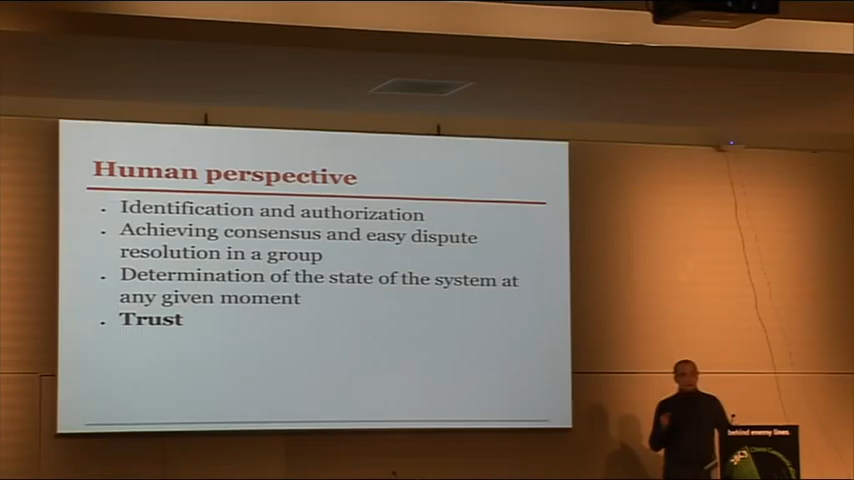 Human perspective
. Identification and authorization
. Achieving consensus and easy dispute
resolution in a group
. Determination of the state of the system at
any given moment
. Trust
behind enemy lines.